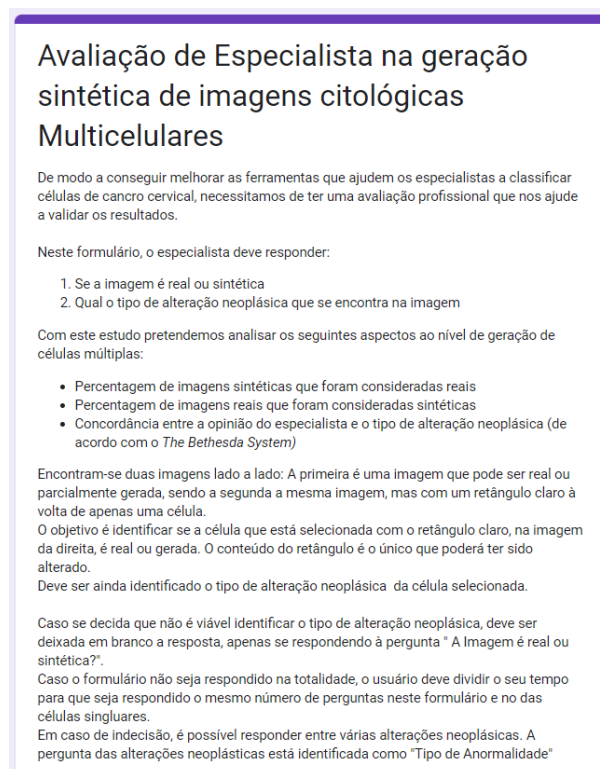 Avaliação de Especialista na geração
sintética de imagens citológicas
Multicelulares
De modo a conseguir melhorar as ferramentas que ajudem os especialistas a classificar
células de cancro cervical, necessitamos de ter uma avaliação profissional que nos ajude
a validar os resultados.
Neste formulário, o especialista deve responder:
1. Se a imagem é real ou sintética
2. Qual o tipo de alteração neoplásica que se encontra na imagem
Com este estudo pretendemos analisar os seguintes aspectos ao nível de geração de
células múltiplas:
• Percentagem de imagens sintéticas que foram consideradas reais
• Percentagem de imagens reais que foram consideradas sintéticas
• Concordância entre a opinião do especialista e o tipo de alteração neoplásica (de
acordo com o The Bethesda System)
Encontram-se duas imagens lado a lado: A primeira é uma imagem que pode ser real ou
parcialmente gerada, sendo a segunda a mesma imagem, mas com um retângulo claro à
volta de apenas uma célula.
O objetivo é identificar se a célula que está selecionada com o retângulo claro, na imagem
da direita, é real ou gerada. O conteúdo do retângulo é o único que poderá ter sido
alterado.
Deve ser ainda identificado o tipo de alteração neoplásica  da célula selecionada.
Caso se decida que não é viável identificar o tipo de alteração neoplásica, deve ser
deixada em branco a resposta, apenas se respondendo à pergunta " A Imagem é real ou
sintética?".
Caso o formulário não seja respondido na totalidade, o usuário deve dividir o seu tempo
para que seja respondido o mesmo número de perguntas neste formulário e no das
células singluares.
Em caso de indecisão, é possível responder entre várias alterações neoplásicas. A
pergunta das alterações neoplásticas está identificada como "Tipo de Anormalidade"